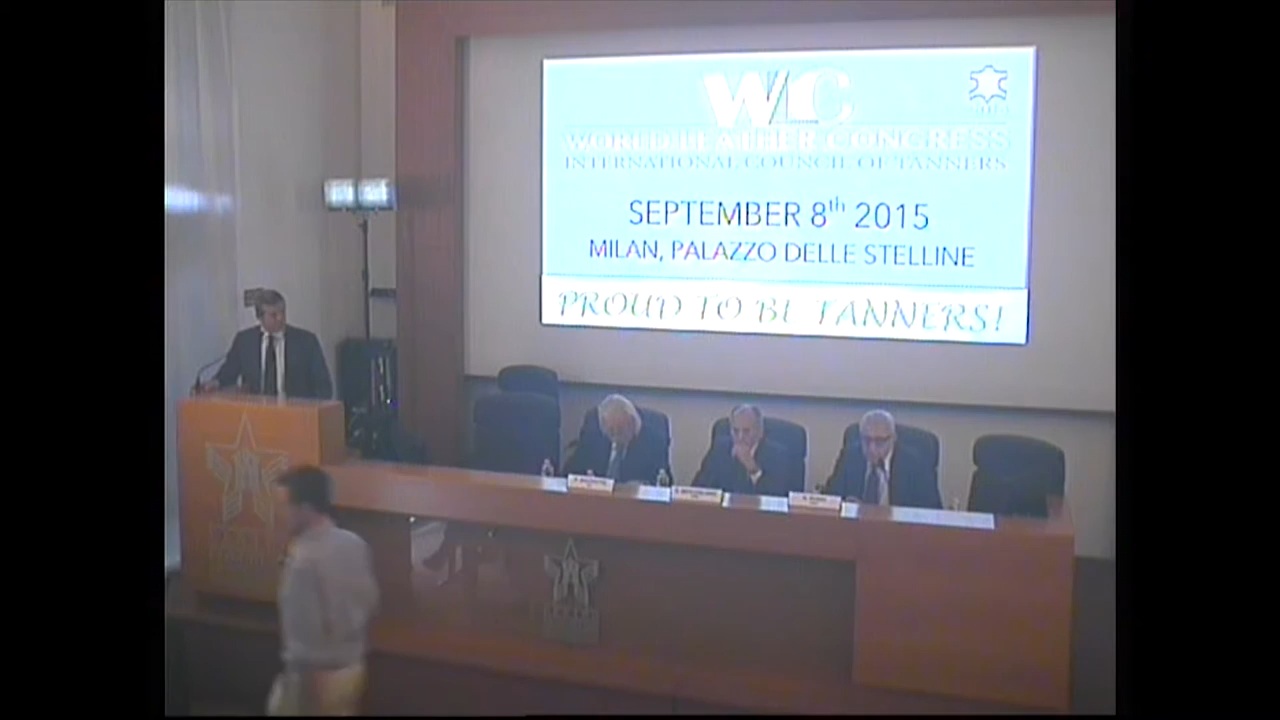 WLC
WORLD LEATHER CONGRESS
INTERNATIONAL COUNCIL OF TANNERS
SEPTEMBER 8th 2015
MILAN, PALAZZO DELLE STELLINE
PROUD TO BE TANNERS!